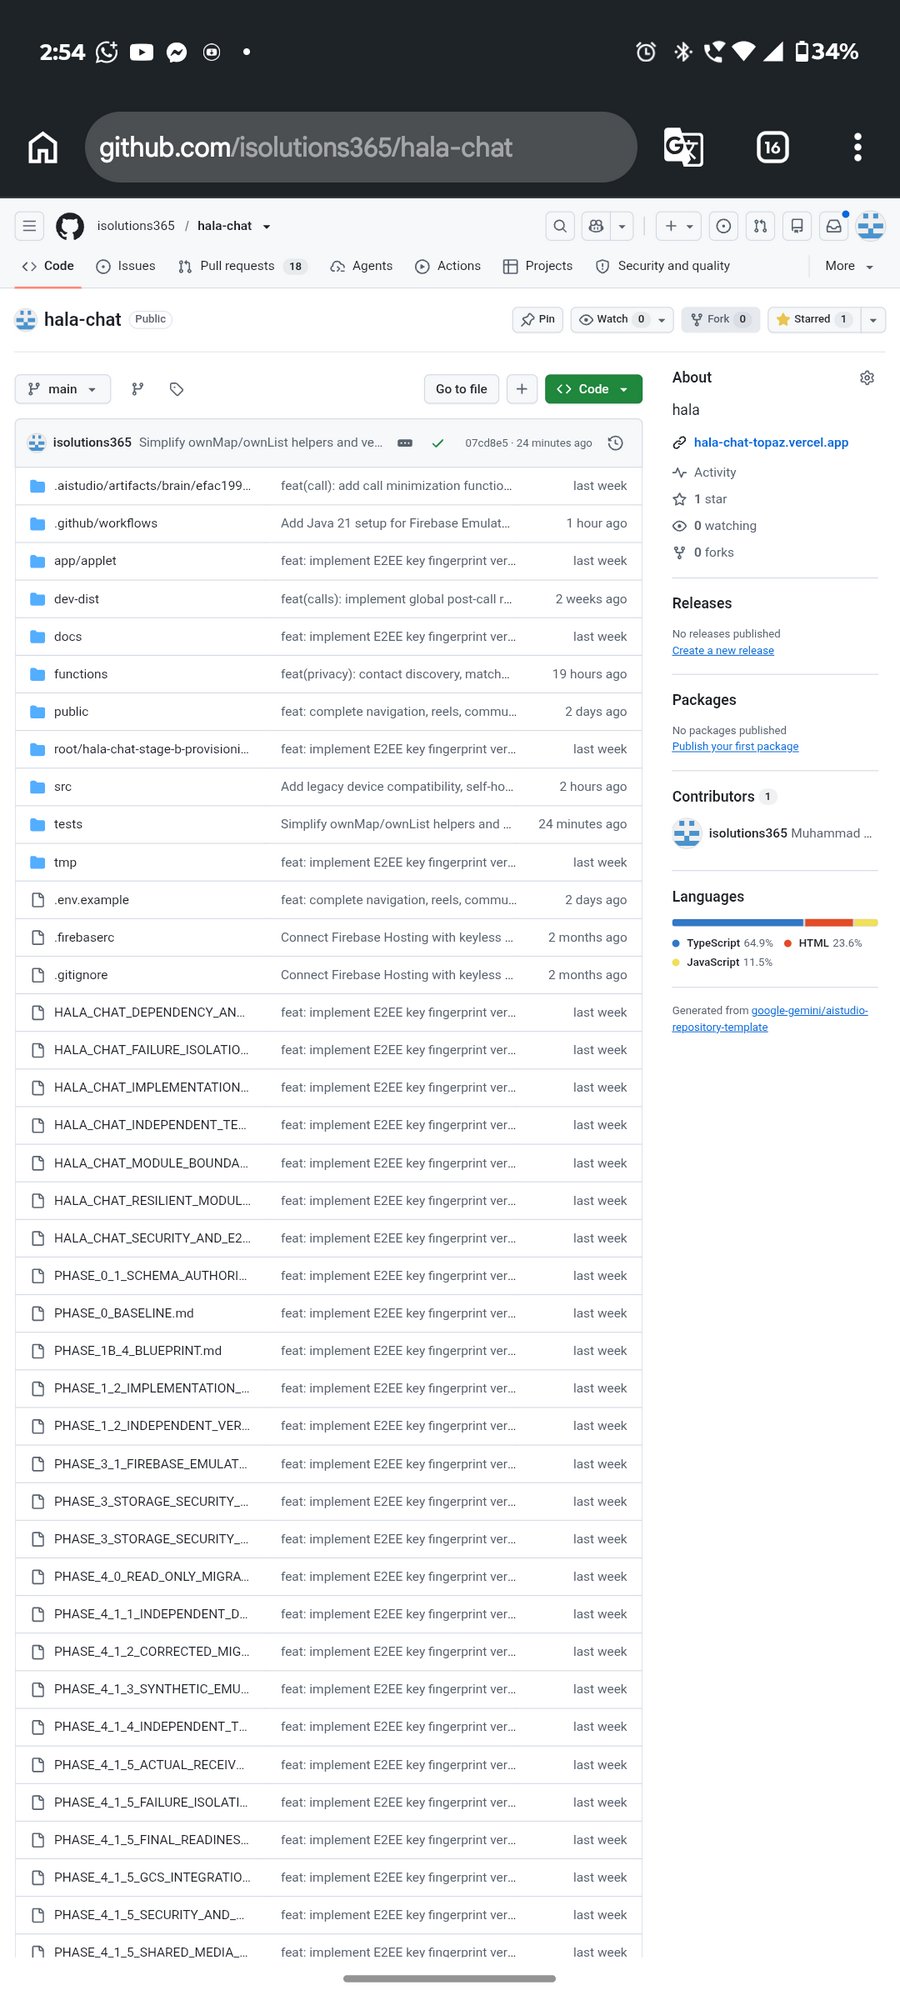 2:54
34%
github.com/isolutions365/hala-chat
16
isolutions365 / hala-chat
Code
Issues
Pull requests 18
Agents
Actions
Projects
Security and quality
More
hala-chat Public
Pin
Watch 0
Fork 0
Starred 1
main
Go to file
Code
isolutions365 Simplify ownMap/ownList helpers and ve... 07cd8e5 · 24 minutes ago
.aistudio/artifacts/brain/efac199... feat(call): add call minimization functio... last week
.github/workflows Add Java 21 setup for Firebase Emulat... 1 hour ago
app/applet feat: implement E2EE key fingerprint ver... last week
dev-dist feat(calls): implement global post-call r... 2 weeks ago
docs feat: implement E2EE key fingerprint ver... last week
functions feat(privacy): contact discovery, match... 19 hours ago
public feat: complete navigation, reels, commu... 2 days ago
root/hala-chat-stage-b-provisioni... feat: implement E2EE key fingerprint ver... last week
src Add legacy device compatibility, self-ho... 2 hours ago
tests Simplify ownMap/ownList helpers and ... 24 minutes ago
tmp feat: implement E2EE key fingerprint ver... last week
.env.example feat: complete navigation, reels, commu... 2 days ago
.firebaserc Connect Firebase Hosting with keyless ... 2 months ago
.gitignore Connect Firebase Hosting with keyless ... 2 months ago
HALA_CHAT_DEPENDENCY_AN... feat: implement E2EE key fingerprint ver... last week
HALA_CHAT_FAILURE_ISOLATIO... feat: implement E2EE key fingerprint ver... last week
HALA_CHAT_IMPLEMENTATION... feat: implement E2EE key fingerprint ver... last week
HALA_CHAT_INDEPENDENT_TE... feat: implement E2EE key fingerprint ver... last week
HALA_CHAT_MODULE_BOUNDA... feat: implement E2EE key fingerprint ver... last week
HALA_CHAT_RESILIENT_MODUL... feat: implement E2EE key fingerprint ver... last week
HALA_CHAT_SECURITY_AND_E2... feat: implement E2EE key fingerprint ver... last week
PHASE_0_1_SCHEMA_AUTHORI... feat: implement E2EE key fingerprint ver... last week
PHASE_0_BASELINE.md feat: implement E2EE key fingerprint ver... last week
PHASE_1B_4_BLUEPRINT.md feat: implement E2EE key fingerprint ver... last week
PHASE_1_2_IMPLEMENTATION_... feat: implement E2EE key fingerprint ver... last week
PHASE_1_2_INDEPENDENT_VER... feat: implement E2EE key fingerprint ver... last week
PHASE_3_1_FIREBASE_EMULAT... feat: implement E2EE key fingerprint ver... last week
PHASE_3_STORAGE_SECURITY_... feat: implement E2EE key fingerprint ver... last week
PHASE_3_STORAGE_SECURITY_... feat: implement E2EE key fingerprint ver... last week
PHASE_4_0_READ_ONLY_MIGRA... feat: implement E2EE key fingerprint ver... last week
PHASE_4_1_1_INDEPENDENT_D... feat: implement E2EE key fingerprint ver... last week
PHASE_4_1_2_CORRECTED_MIG... feat: implement E2EE key fingerprint ver... last week
PHASE_4_1_3_SYNTHETIC_EMU... feat: implement E2EE key fingerprint ver... last week
PHASE_4_1_4_INDEPENDENT_T... feat: implement E2EE key fingerprint ver... last week
PHASE_4_1_5_ACTUAL_RECEIV... feat: implement E2EE key fingerprint ver... last week
PHASE_4_1_5_FAILURE_ISOLATI... feat: implement E2EE key fingerprint ver... last week
PHASE_4_1_5_FINAL_READINES... feat: implement E2EE key fingerprint ver... last week
PHASE_4_1_5_GCS_INTEGRATIO... feat: implement E2EE key fingerprint ver... last week
PHASE_4_1_5_SECURITY_AND_... feat: implement E2EE key fingerprint ver... last week
PHASE_4_1_5_SHARED_MEDIA_... feat: implement E2EE key fingerprint ver... last week
About
hala
hala-chat-topaz.vercel.app
Activity
1 star
0 watching
0 forks
Releases
No releases published
Create a new release
Packages
No packages published
Publish your first package
Contributors 1
isolutions365 Muhammad ...
Languages
TypeScript 64.9% HTML 23.6%
JavaScript 11.5%
Generated from google-gemini/aistudio-
repository-template